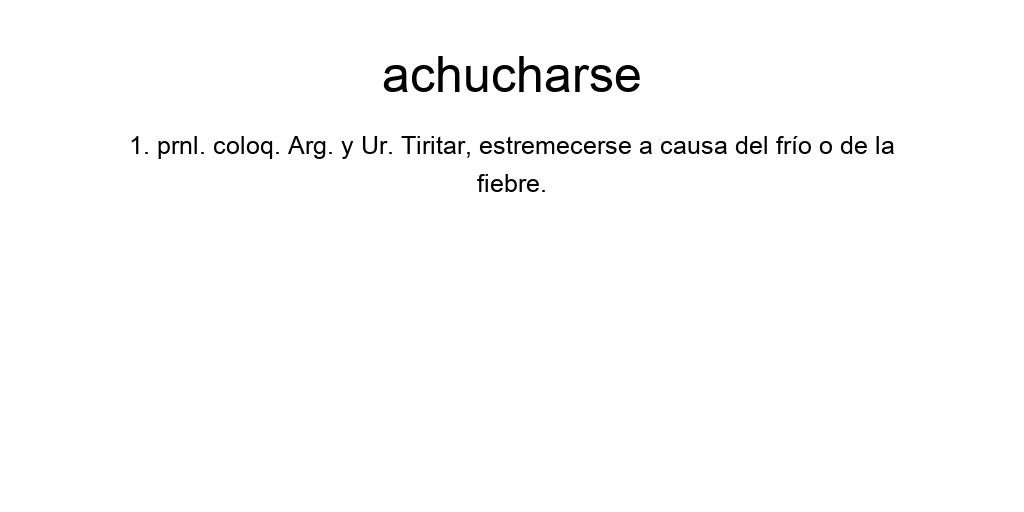 achucharse
1. prnl. coloq. Arg. y Ur. Tiritar, estremecerse a causa del frío o de la
fiebre.